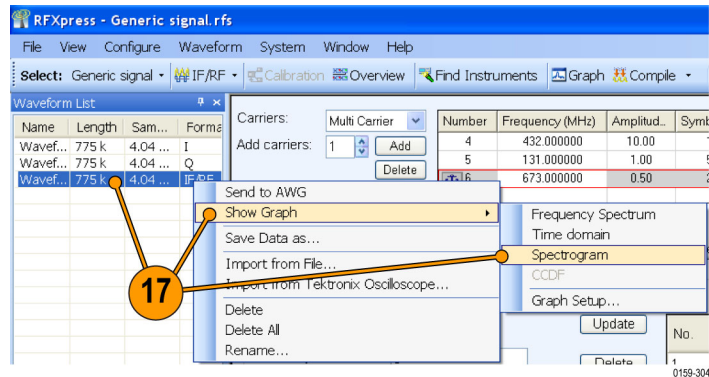 RFXpress - Generic signal.rfs
File View Configure Waveform System Window Help
Select: Generic signal IF/RF Calibration Overview Find Instruments Graph Compile
Waveform List
Name Length Sam... Forma
Wavef... 775 k 4.04 ... I
Wavef... 775 k 4.04 ... Q
Wavef... 775 k 4.04 ... IF/RF
Carriers: Multi Carrier
Add carriers: 1 Add
Delete
Number Frequency (MHz) Amplitud... Symb
4 432.000000 10.00
5 131.000000 1.00
6 673.000000 0.50
Send to AWG
Show Graph
Save Data as...
Import from File...
Import from Tektronix Oscilloscope...
Delete
Delete All
Rename...
Frequency Spectrum
Time domain
Spectrogram
CCDF
Graph Setup...
17
Update
No.
Delete
1
0159-304